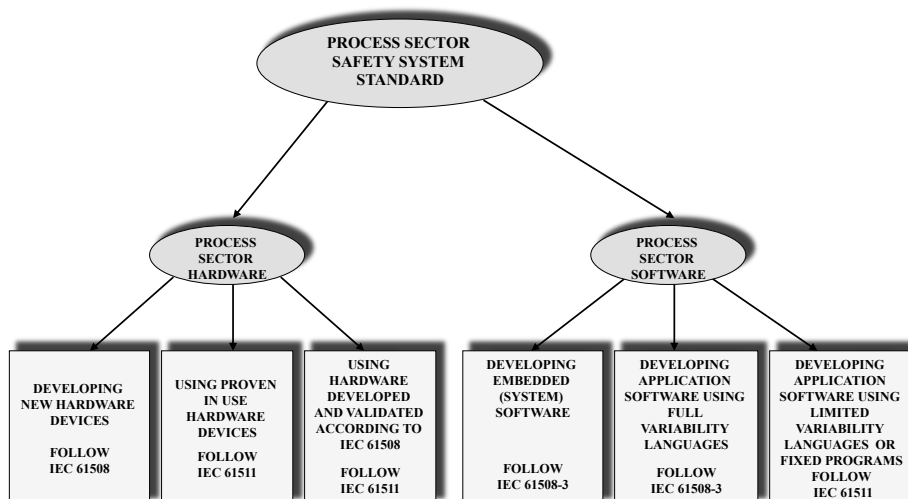 PROCESS SECTOR
SAFETY SYSTEM
STANDARD
PROCESS
SECTOR
HARDWARE
PROCESS
SECTOR
SOFTWARE
DEVELOPING
NEW HARDWARE
DEVICES
FOLLOW
IEC 61508
USING PROVEN
IN USE
HARDWARE
DEVICES
FOLLOW
IEC 61511
USING
HARDWARE
DEVELOPED
AND VALIDATED
ACCORDING TO
IEC 61508
FOLLOW
IEC 61511
DEVELOPING
EMBEDDED
(SYSTEM)
SOFTWARE
FOLLOW
IEC 61508-3
DEVELOPING
APPLICATION
SOFTWARE USING
FULL
VARIABILITY
LANGUAGES
FOLLOW
IEC 61508-3
DEVELOPING
APPLICATION
SOFTWARE USING
LIMITED
VARIABILITY
LANGUAGES OR
FIXED PROGRAMS
FOLLOW
IEC 61511